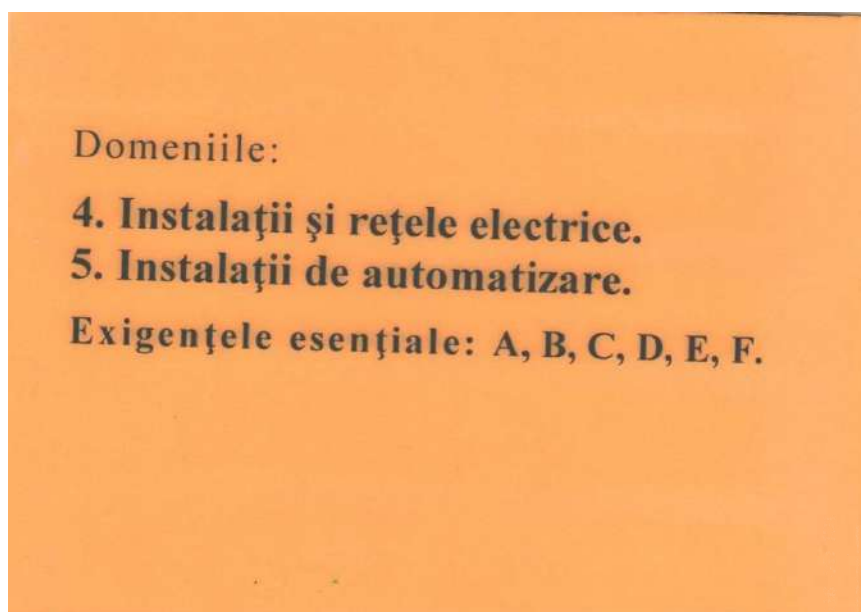 Domeniile:
4. Instalaţii şi reţele electrice.
5. Instalaţii de automatizare.
Exigenţele esenţiale: A, B, C, D, E, F.